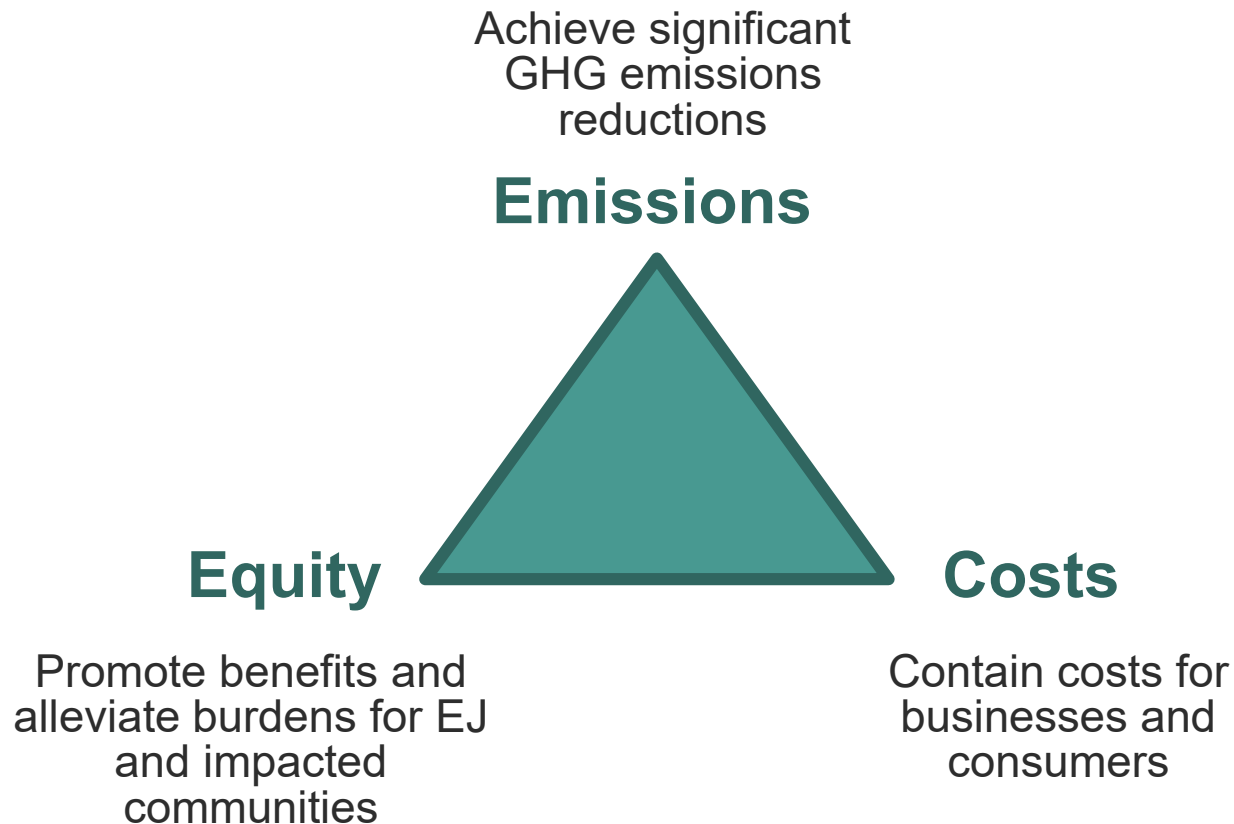 Achieve significant
GHG emissions
reductions
Emissions
Equity
Promote benefits and
alleviate burdens for EJ
and impacted
communities
Costs
Contain costs for
businesses and
consumers